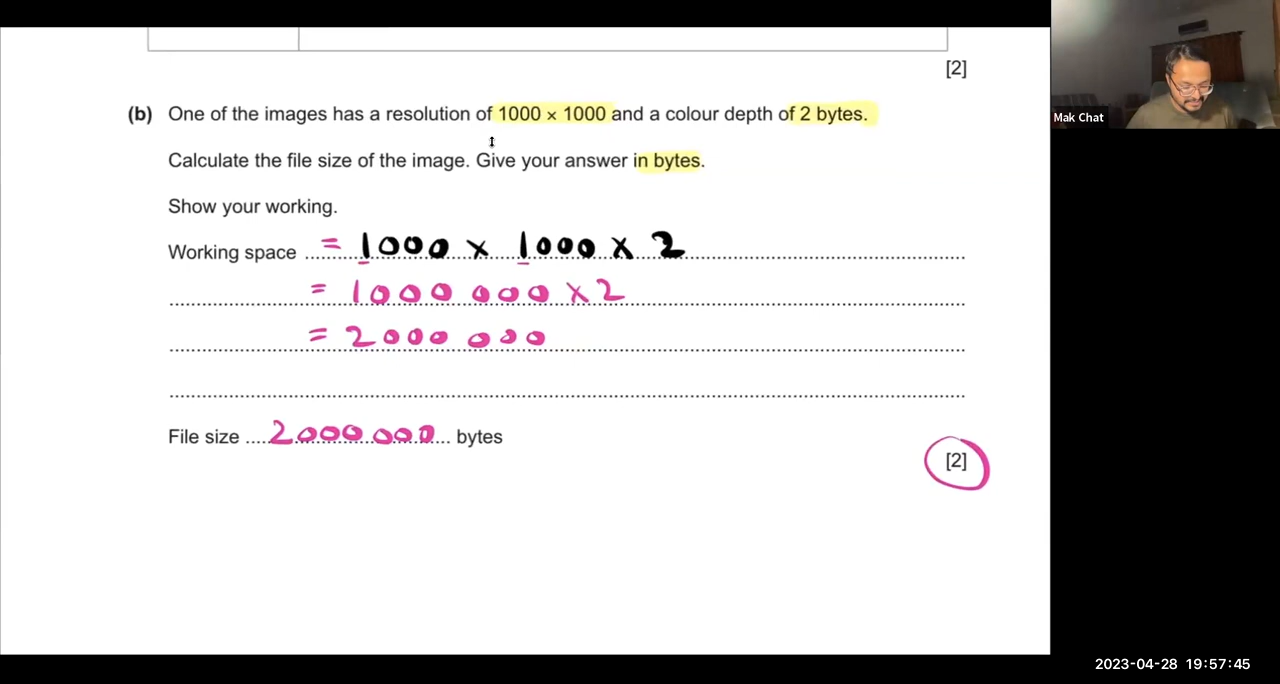 [2]
(b) One of the images has a resolution of 1000 × 1000 and a colour depth of 2 bytes.
Calculate the file size of the image. Give your answer in bytes.
Show your working.
Working space = 1000 × 1000 × 2
= 1000 000 × 2
= 2000 000
File size 2000 000 bytes
[2]
Mak Chat
2023-04-28 19:57:45